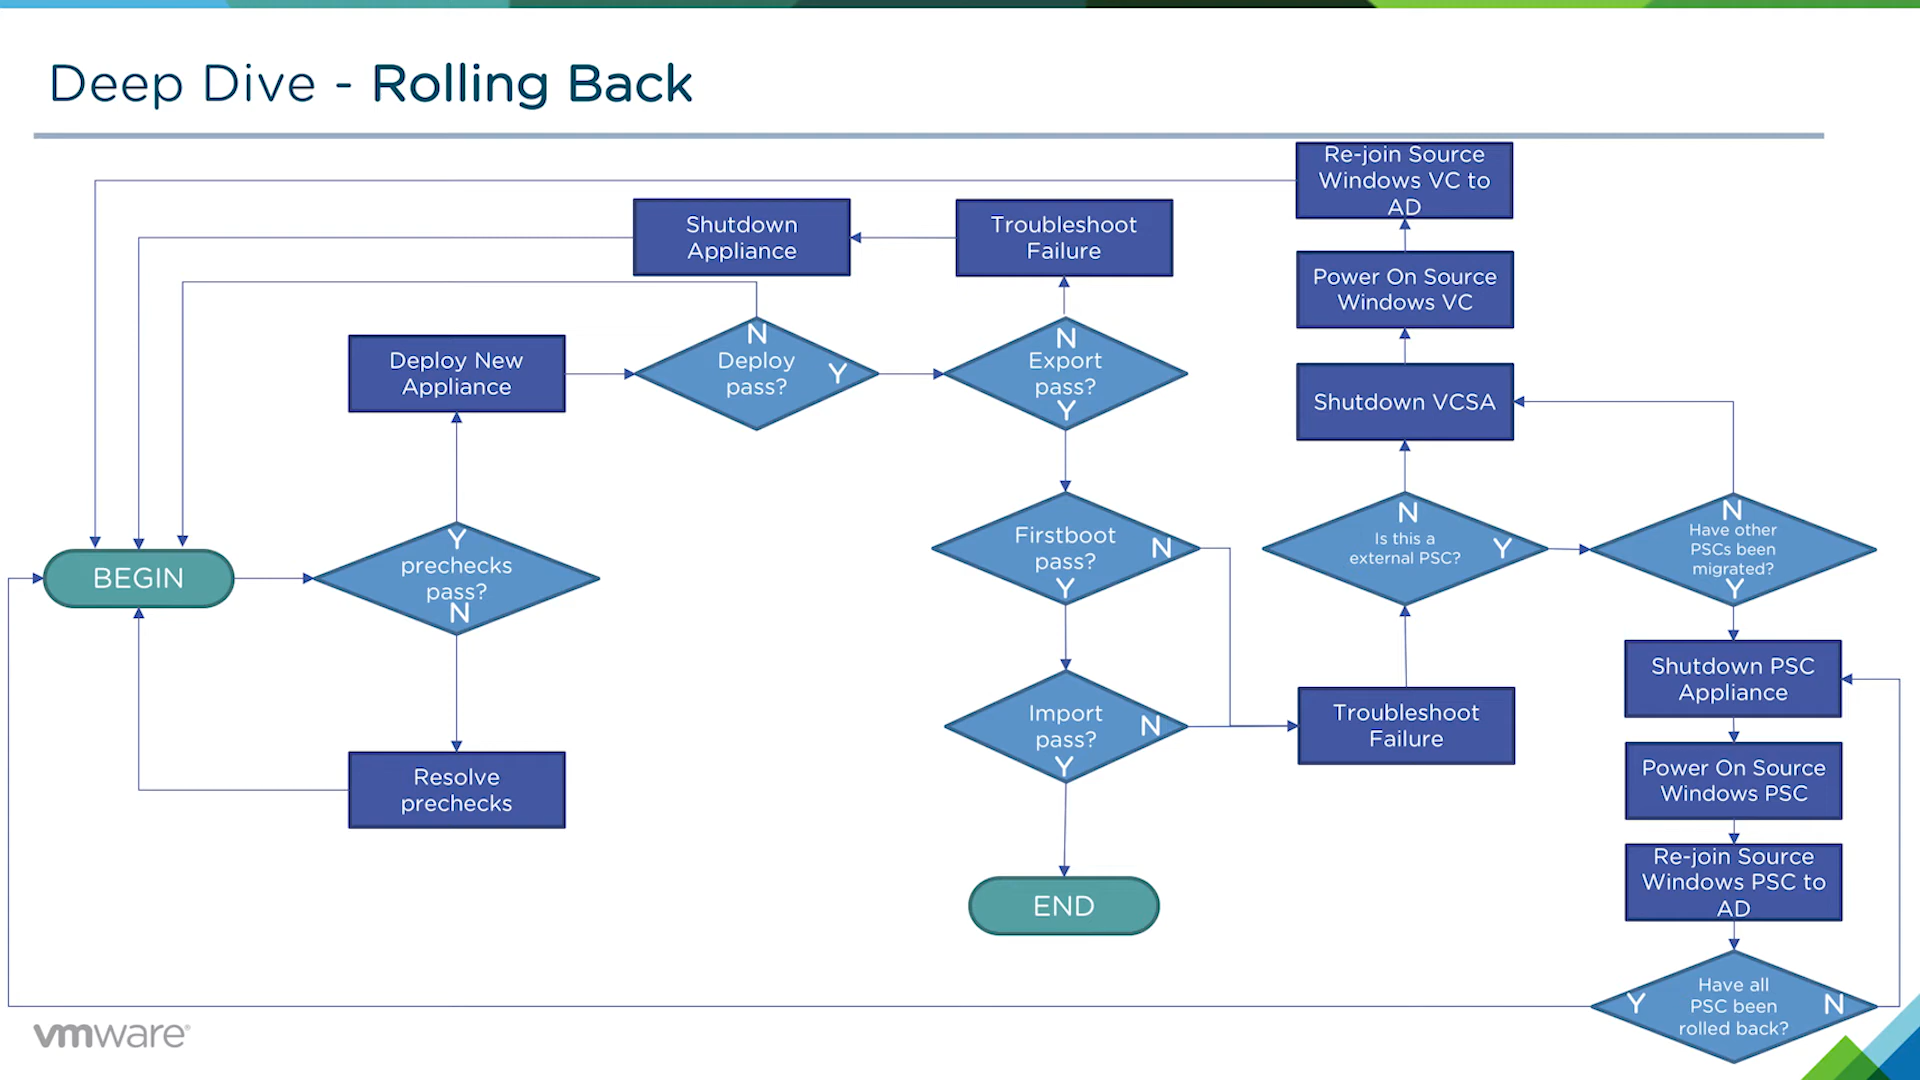 Deep Dive - Rolling Back
Re-join Source
Windows VC to
AD
Shutdown
Appliance
Troubleshoot
Failure
Power On Source
Windows VC
Deploy New
Appliance
N
Deploy
pass?
Y
N
Export
pass?
Y
Shutdown VCSA
BEGIN
Y
prechecks
pass?
N
Firstboot
pass?
N
Y
N
Is this a
external PSC?
Y
N
Have other
PSCs been
migrated?
Y
Resolve
prechecks
Import
pass?
N
Y
Troubleshoot
Failure
Shutdown PSC
Appliance
Power On Source
Windows PSC
Re-join Source
Windows PSC to
AD
END
Y
Have all
PSC been
rolled back?
N
vmware®